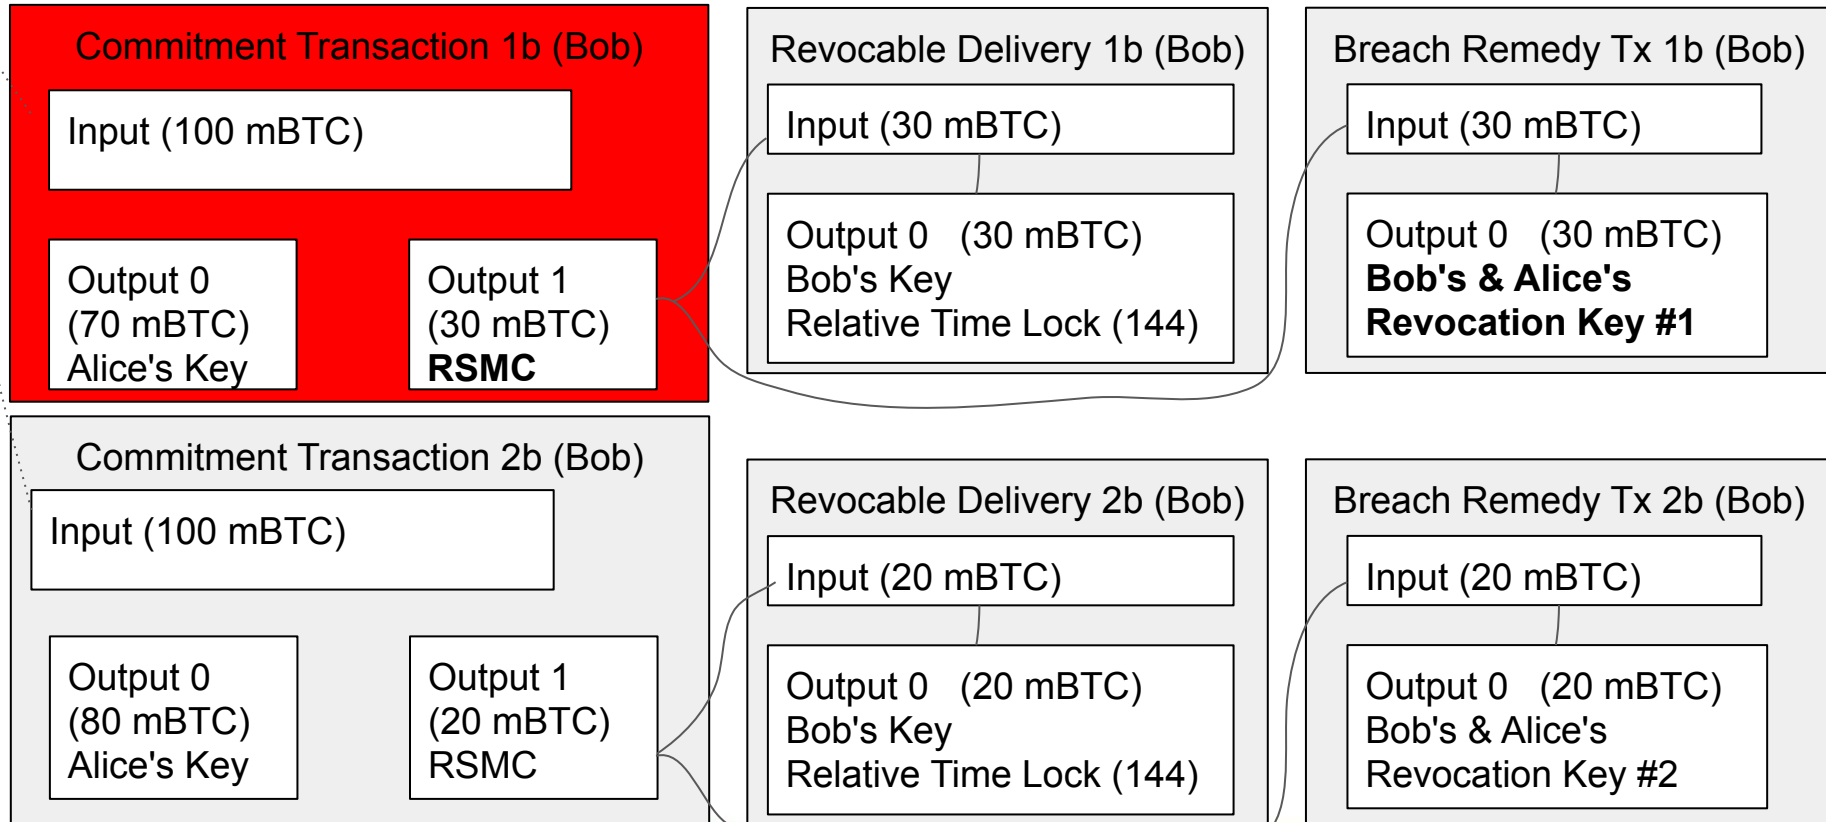 Commitment Transaction 1b (Bob)
Input (100 mBTC)
Output 0
(70 mBTC)
Alice's Key
Output 1
(30 mBTC)
RSMC
Revocable Delivery 1b (Bob)
Input (30 mBTC)
Output 0 (30 mBTC)
Bob's Key
Relative Time Lock (144)
Breach Remedy Tx 1b (Bob)
Input (30 mBTC)
Output 0 (30 mBTC)
Bob's & Alice's
Revocation Key #1
Commitment Transaction 2b (Bob)
Input (100 mBTC)
Output 0
(80 mBTC)
Alice's Key
Output 1
(20 mBTC)
RSMC
Revocable Delivery 2b (Bob)
Input (20 mBTC)
Output 0 (20 mBTC)
Bob's Key
Relative Time Lock (144)
Breach Remedy Tx 2b (Bob)
Input (20 mBTC)
Output 0 (20 mBTC)
Bob's & Alice's
Revocation Key #2